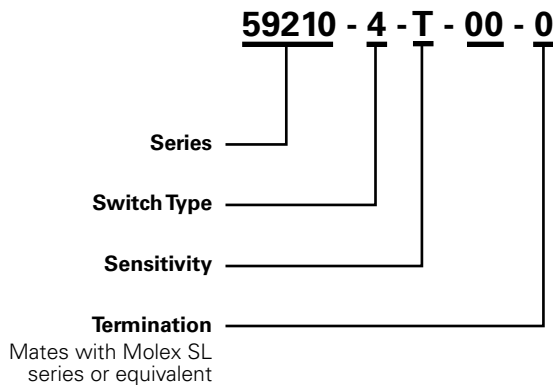 59210 - 4 - T - 00 - 0
Series
Switch Type
Sensitivity
Termination
Mates with Molex SL
series or equivalent